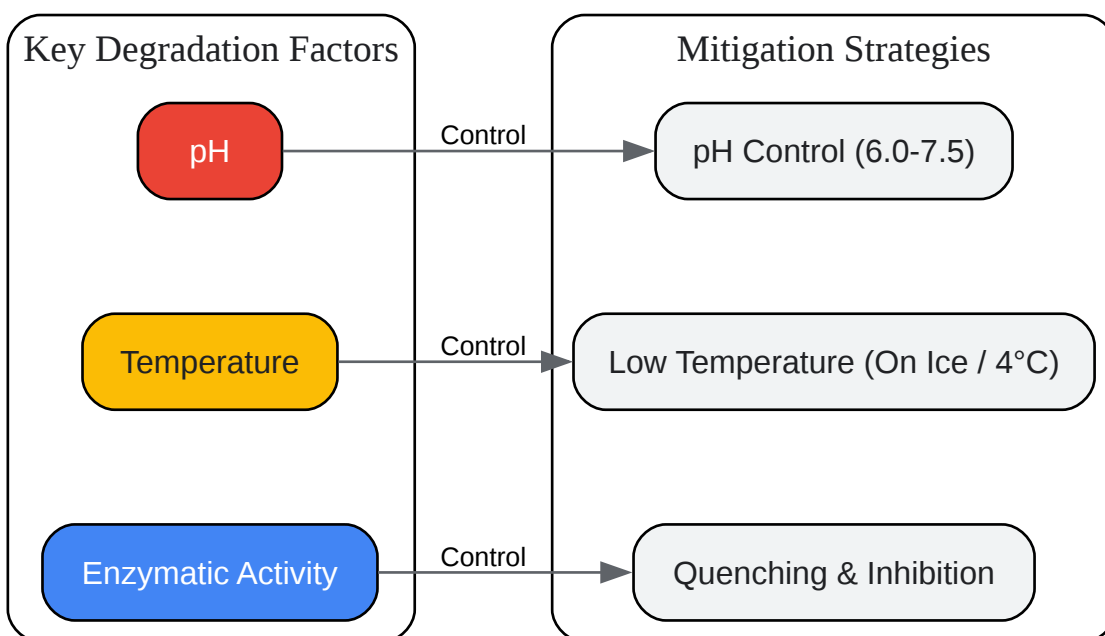 Key Degradation Factors
Mitigation Strategies
pH
Control
pH Control (6.0-7.5)
Temperature
Control
Low Temperature (On Ice / 4°C)
Enzymatic Activity
Control
Quenching & Inhibition